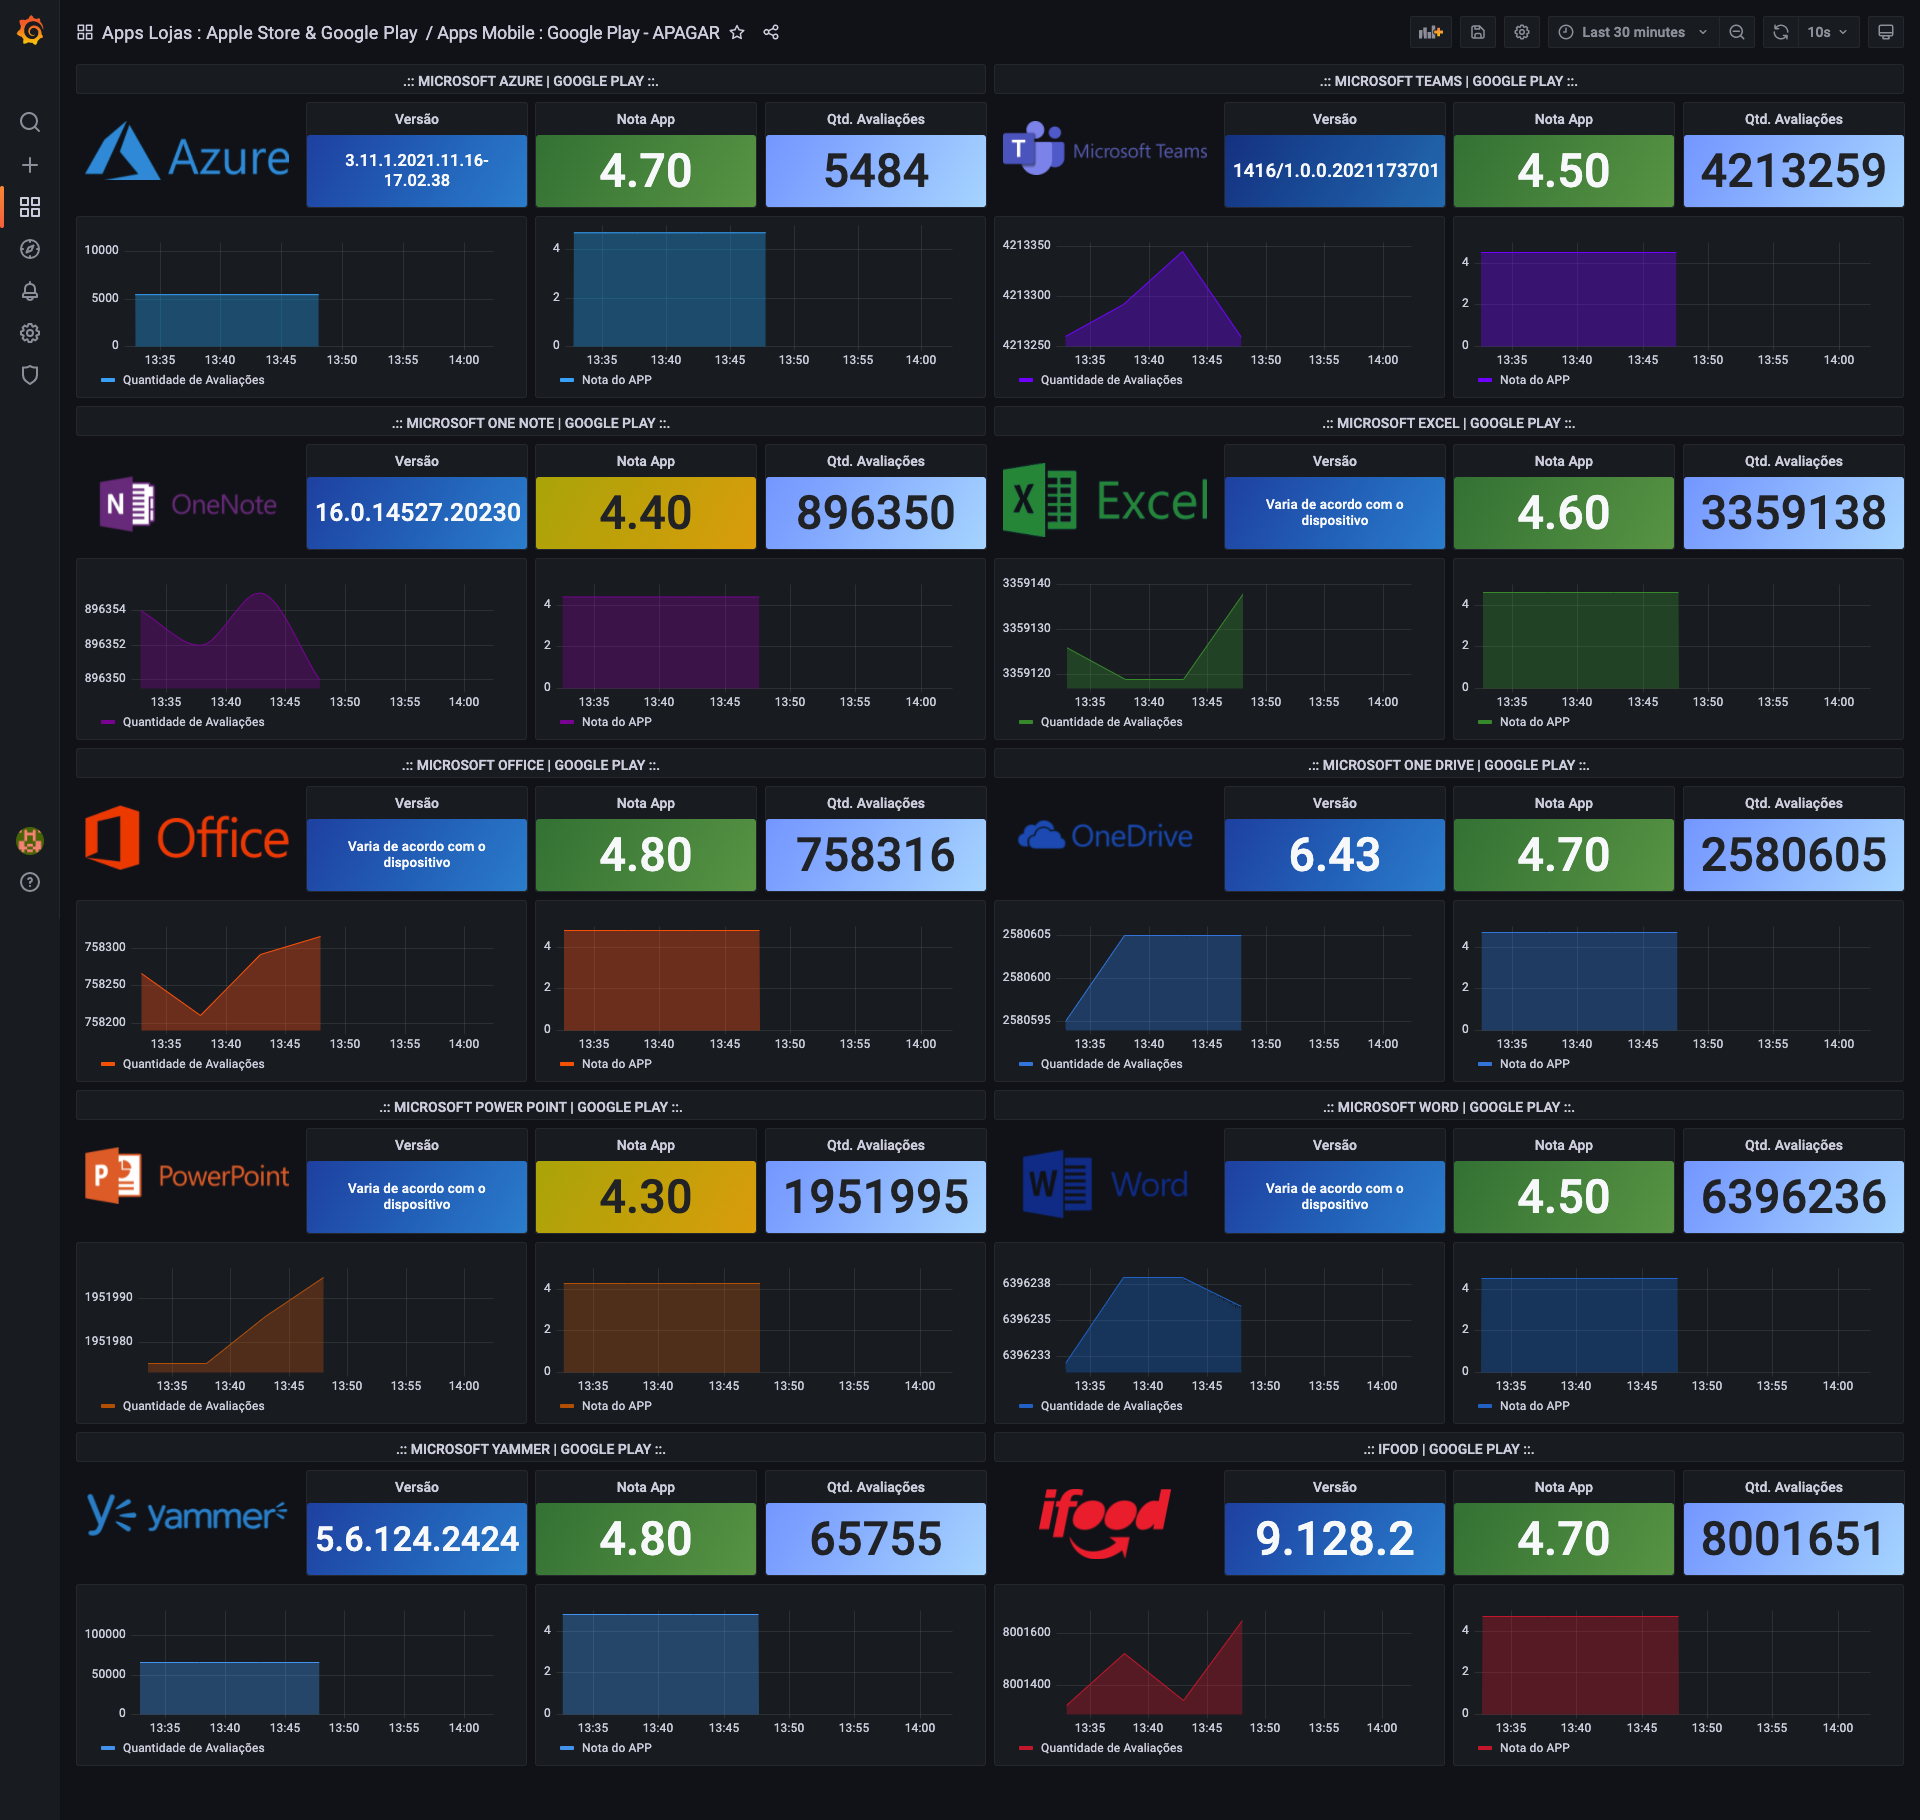 Apps Lojas : Apple Store & Google Play / Apps Mobile : Google Play - APAGAR
Last 30 minutes
10s
.:: MICROSOFT AZURE | GOOGLE PLAY ::.
Azure
Versão
3.11.1.2021.11.16-
17.02.38
Nota App
4.70
Qtd. Avaliações
5484
10000
5000
0
13:35 13:40 13:45 13:50 13:55 14:00
Quantidade de Avaliações
4
2
0
13:35 13:40 13:45 13:50 13:55 14:00
Nota do APP
.:: MICROSOFT TEAMS | GOOGLE PLAY ::.
T Microsoft Teams
Versão
1416/1.0.0.2021173701
Nota App
4.50
Qtd. Avaliações
4213259
4213350
4213300
4213250
13:35 13:40 13:45 13:50 13:55 14:00
Quantidade de Avaliações
4
2
0
13:35 13:40 13:45 13:50 13:55 14:00
Nota do APP
.:: MICROSOFT ONE NOTE | GOOGLE PLAY ::.
N OneNote
Versão
16.0.14527.20230
Nota App
4.40
Qtd. Avaliações
896350
896354
896352
896350
13:35 13:40 13:45 13:50 13:55 14:00
Quantidade de Avaliações
4
2
0
13:35 13:40 13:45 13:50 13:55 14:00
Nota do APP
.:: MICROSOFT EXCEL | GOOGLE PLAY ::.
X Excel
Versão
Varia de acordo com o
dispositivo
Nota App
4.60
Qtd. Avaliações
3359138
3359140
3359130
3359120
13:35 13:40 13:45 13:50 13:55 14:00
Quantidade de Avaliações
4
2
0
13:35 13:40 13:45 13:50 13:55 14:00
Nota do APP
.:: MICROSOFT OFFICE | GOOGLE PLAY ::.
Office
Versão
Varia de acordo com o
dispositivo
Nota App
4.80
Qtd. Avaliações
758316
758300
758250
758200
13:35 13:40 13:45 13:50 13:55 14:00
Quantidade de Avaliações
4
2
0
13:35 13:40 13:45 13:50 13:55 14:00
Nota do APP
.:: MICROSOFT ONE DRIVE | GOOGLE PLAY ::.
OneDrive
Versão
6.43
Nota App
4.70
Qtd. Avaliações
2580605
2580605
2580600
2580595
13:35 13:40 13:45 13:50 13:55 14:00
Quantidade de Avaliações
4
2
0
13:35 13:40 13:45 13:50 13:55 14:00
Nota do APP
.:: MICROSOFT POWER POINT | GOOGLE PLAY ::.
P PowerPoint
Versão
Varia de acordo com o
dispositivo
Nota App
4.30
Qtd. Avaliações
1951995
1951990
1951980
13:35 13:40 13:45 13:50 13:55 14:00
Quantidade de Avaliações
4
2
0
13:35 13:40 13:45 13:50 13:55 14:00
Nota do APP
.:: MICROSOFT WORD | GOOGLE PLAY ::.
W Word
Versão
Varia de acordo com o
dispositivo
Nota App
4.50
Qtd. Avaliações
6396236
6396238
6396235
6396233
13:35 13:40 13:45 13:50 13:55 14:00
Quantidade de Avaliações
4
2
0
13:35 13:40 13:45 13:50 13:55 14:00
Nota do APP
.:: MICROSOFT YAMMER | GOOGLE PLAY ::.
yammer
Versão
5.6.124.2424
Nota App
4.80
Qtd. Avaliações
65755
100000
50000
0
13:35 13:40 13:45 13:50 13:55 14:00
Quantidade de Avaliações
4
2
0
13:35 13:40 13:45 13:50 13:55 14:00
Nota do APP
.:: IFOOD | GOOGLE PLAY ::.
ifood
Versão
9.128.2
Nota App
4.70
Qtd. Avaliações
8001651
8001600
8001400
13:35 13:40 13:45 13:50 13:55 14:00
Quantidade de Avaliações
4
2
0
13:35 13:40 13:45 13:50 13:55 14:00
Nota do APP